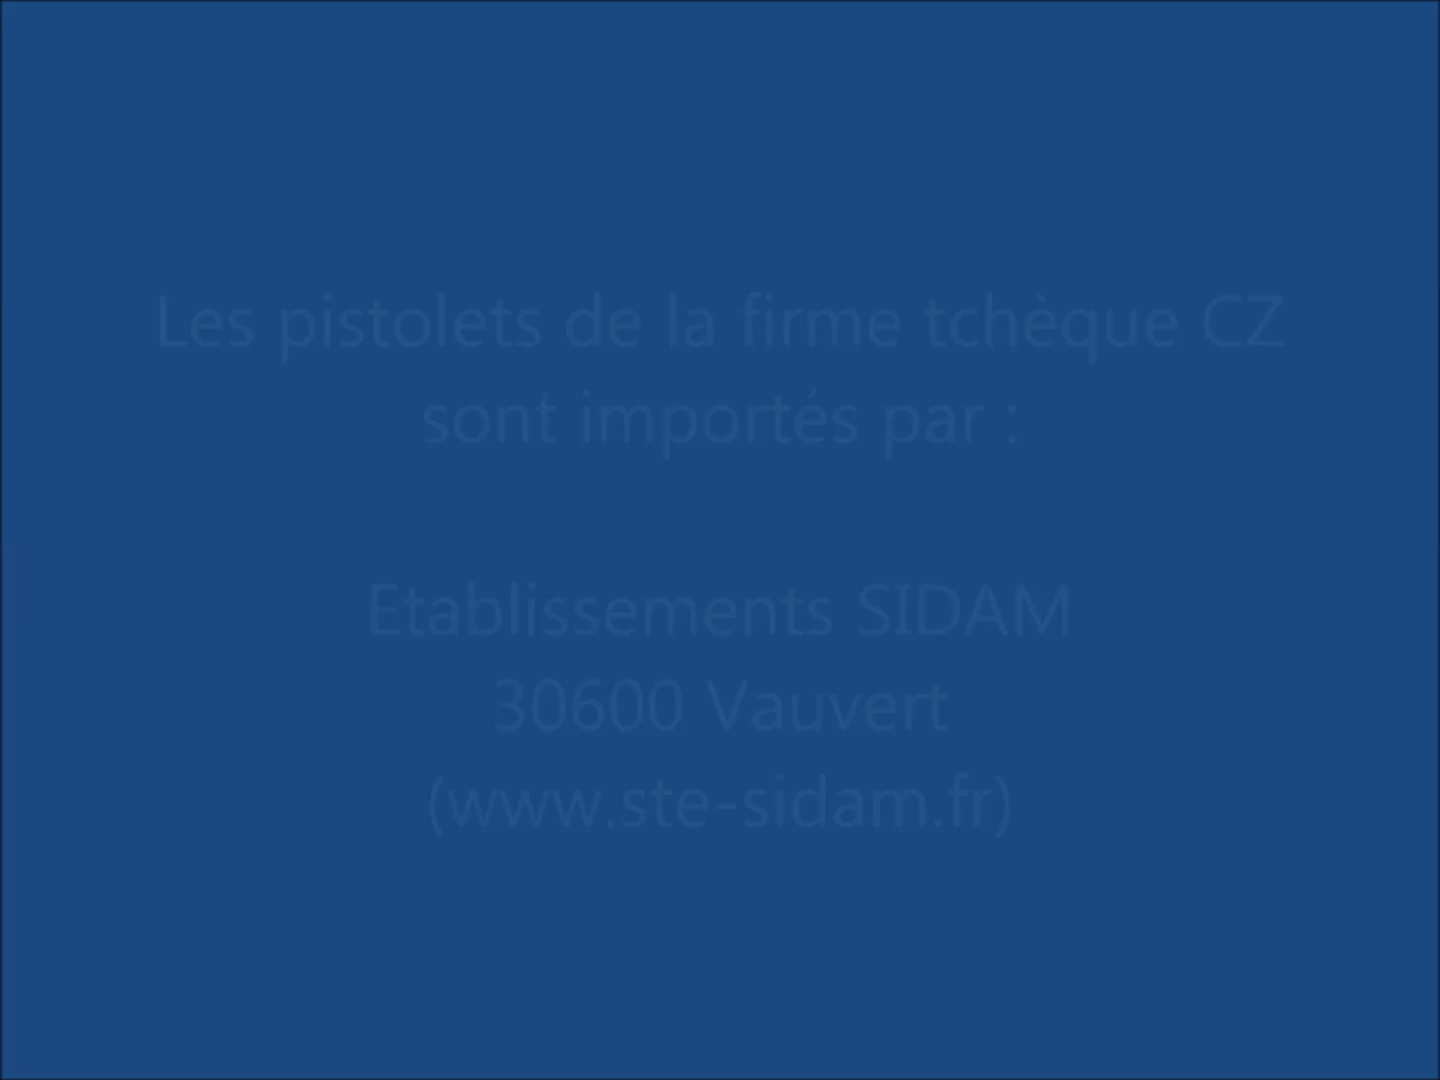 Les pistolets de la firme tchèque CZ
sont importés par :
Etablissements SIDAM
30600 Vauvert
(www.ste-sidam.fr)